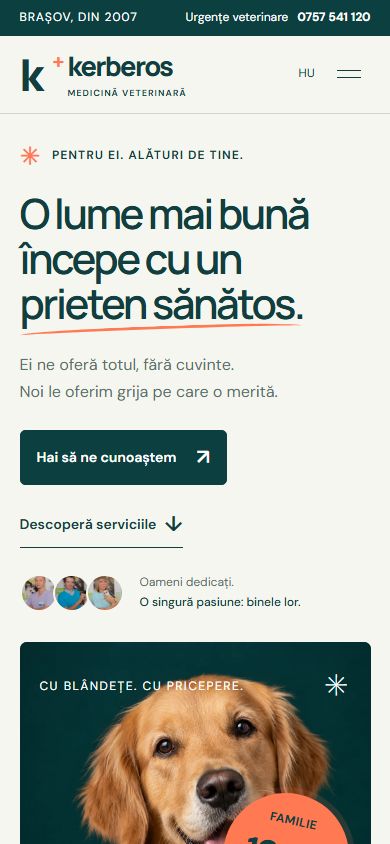 BRAȘOV, DIN 2007
Urgențe veterinare 0757 541 120
k+ kerberos
MEDICINĂ VETERINARĂ
HU
PENTRU EI. ALĂTURI DE TINE.
O lume mai bună
începe cu un
prieten sănătos.
Ei ne oferă totul, fără cuvinte.
Noi le oferim grija pe care o merită.
Hai să ne cunoaștem
Descoperă serviciile
Oameni dedicați.
O singură pasiune: binele lor.
CU BLÂNDEȚE. CU PRICEPERE.
FAMILIE